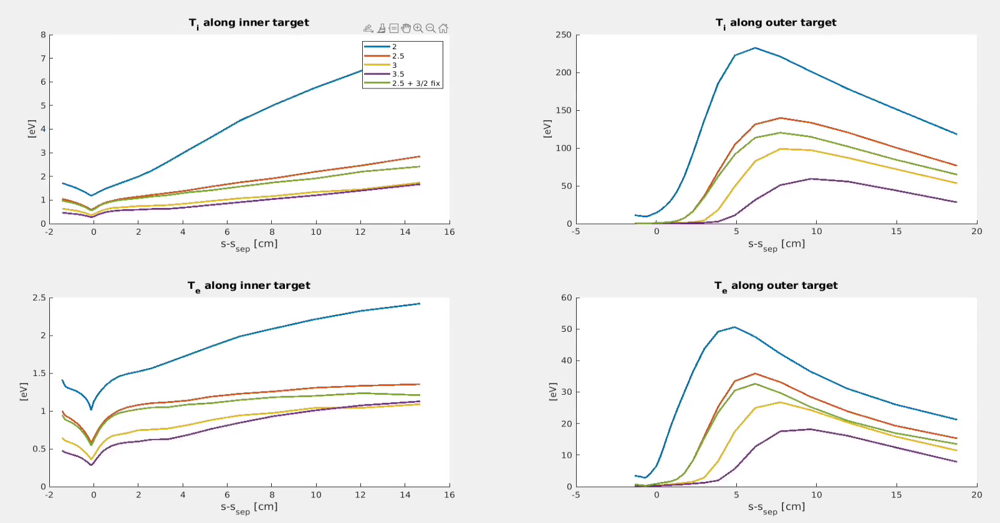 T_i along inner target
8
7
6
5
4
3
2
1
0
[eV]
-2 0 2 4 6 8 10 12 14 16
s-s_sep [cm]
2
2.5
3
3.5
2.5 + 3/2 fix
T_i along outer target
250
200
150
100
50
0
[eV]
-5 0 5 10 15 20
s-s_sep [cm]
T_e along inner target
2.5
2
1.5
1
0.5
0
[eV]
-2 0 2 4 6 8 10 12 14 16
s-s_sep [cm]
T_e along outer target
60
50
40
30
20
10
0
[eV]
-5 0 5 10 15 20
s-s_sep [cm]